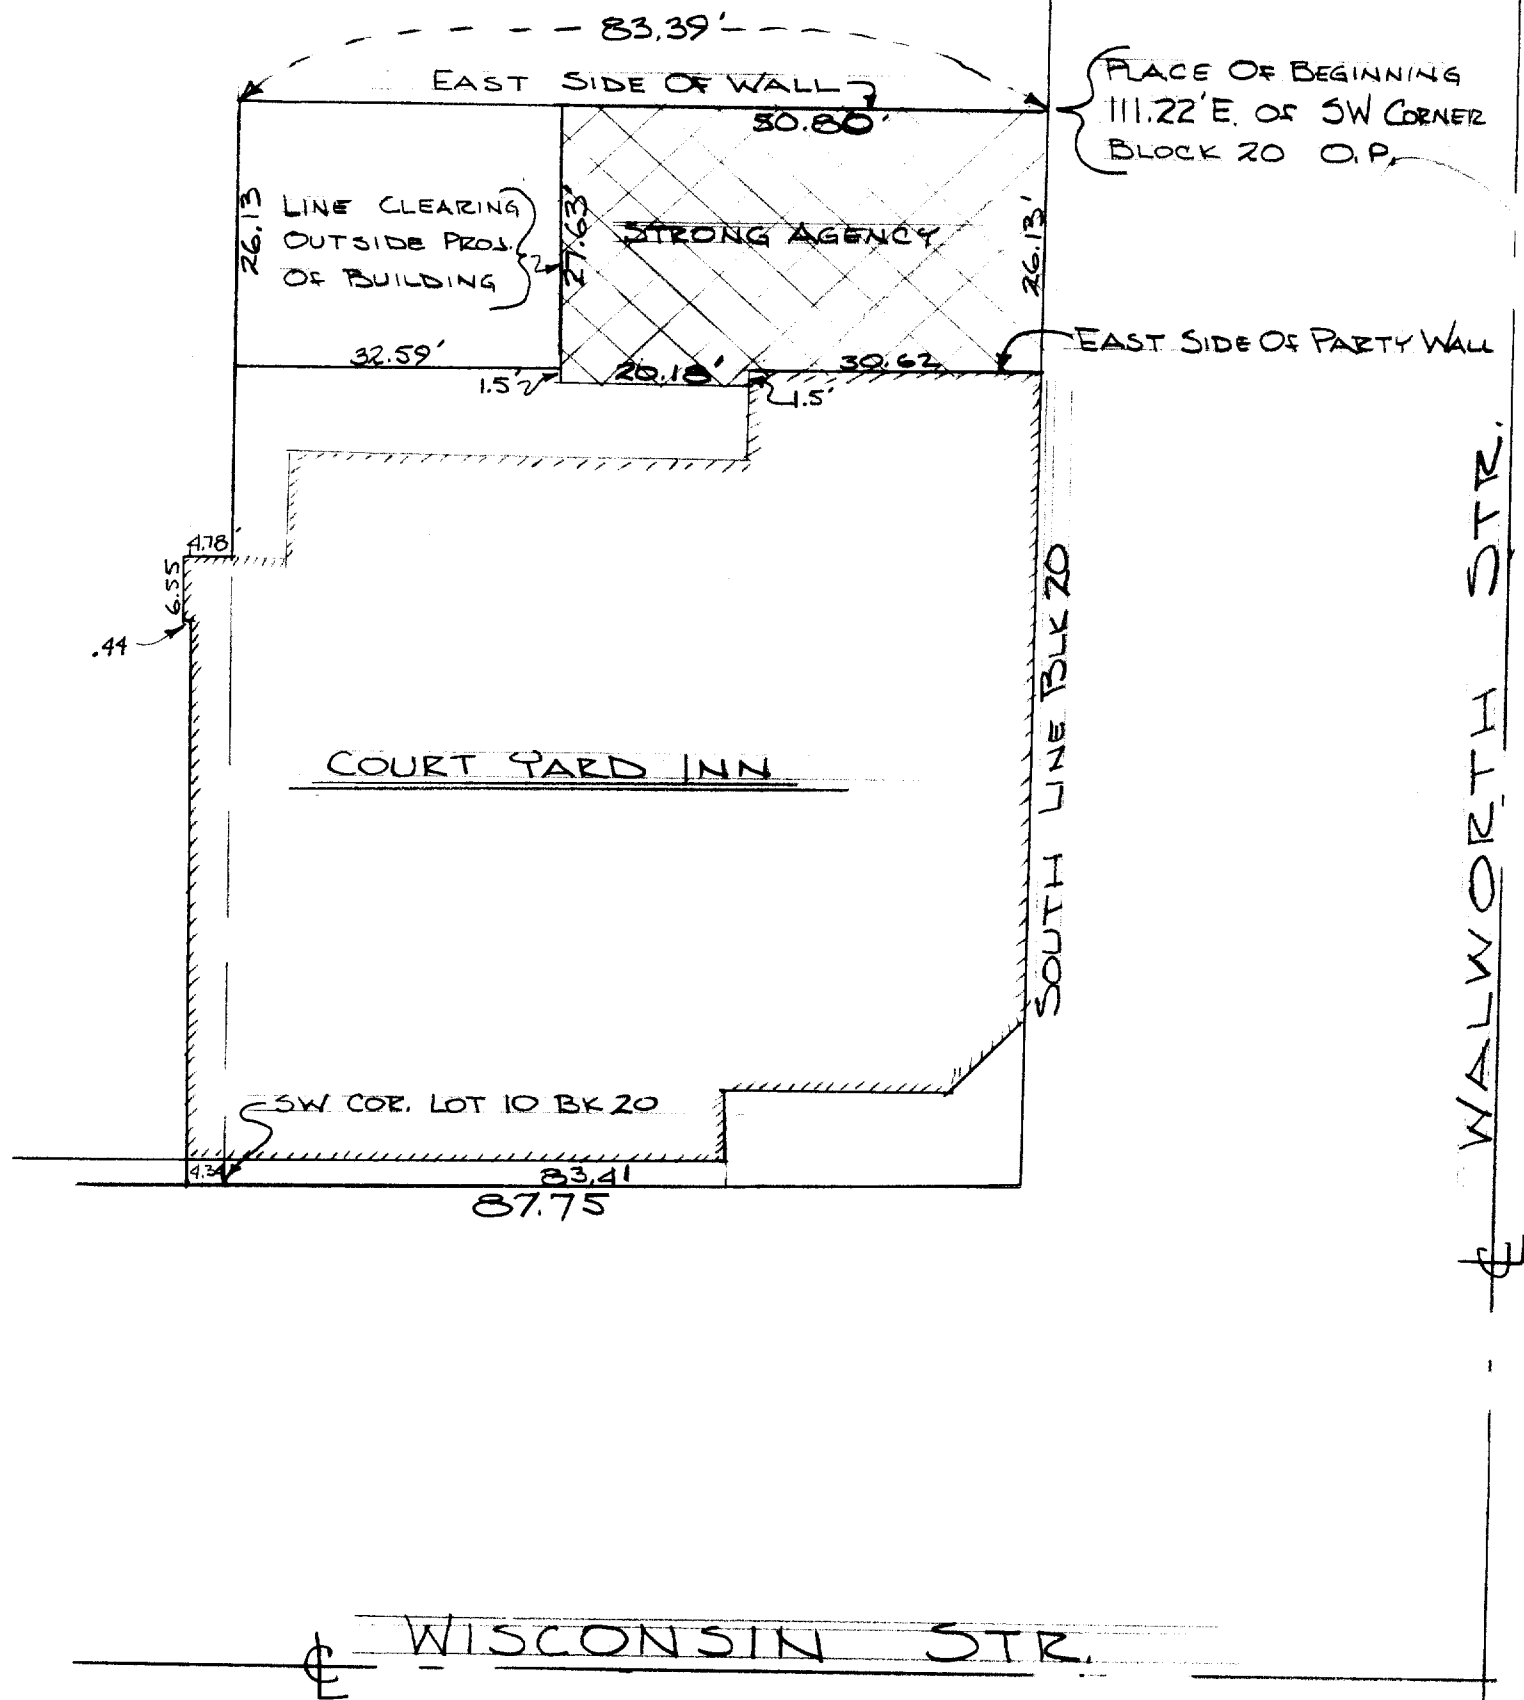 83.39'
EAST SIDE OF WALL
50.80'
PLACE OF BEGINNING
111.22' E. OF SW CORNER
BLOCK 20 O.P.
26.13
LINE CLEARING
OUTSIDE PROJ.
OF BUILDING
27.63'
STRONG AGENCY
26.13'
EAST SIDE OF PARTY WALL
32.59'
1.5'
20.18'
30.62
1.5'
4.78'
6.55
.44
COURT YARD INN
SOUTH LINE BLK 20
WALWORTH STR.
SW COR. LOT 10 BK 20
4.34
83.41
87.75
℄
WISCONSIN STR.
℄